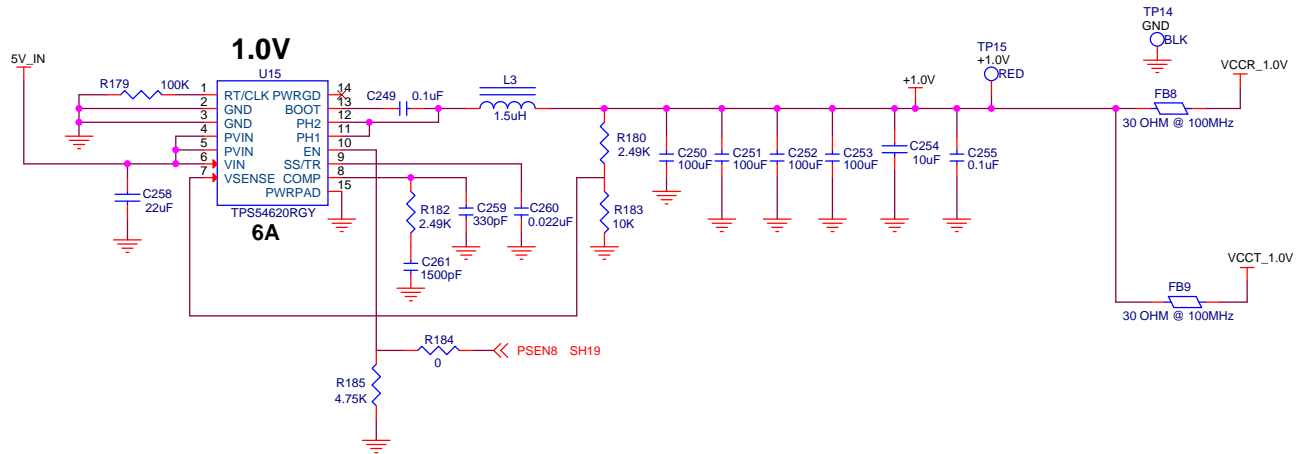 TP14
GND
BLK
1.0V
5V_IN
TP15
+1.0V
RED
VCCR_1.0V
U15
R179 100K
1 RT/CLK PWRGD 14
2 GND BOOT 13
3 GND PH2 12
4 PVIN PH1 11
5 PVIN EN 10
6 VIN SS/TR 9
7 VSENSE COMP 8
PWRPAD 15
TPS54620RGY
6A
C249 0.1uF
L3
1.5uH
+1.0V
FB8
30 OHM @ 100MHz
R180
2.49K
C250
100uF
C251
100uF
C252
100uF
C253
100uF
C254
10uF
C255
0.1uF
C258
22uF
R182
2.49K
C259
330pF
C260
0.022uF
R183
10K
C261
1500pF
VCCT_1.0V
FB9
30 OHM @ 100MHz
R184
0
PSEN8 SH19
R185
4.75K